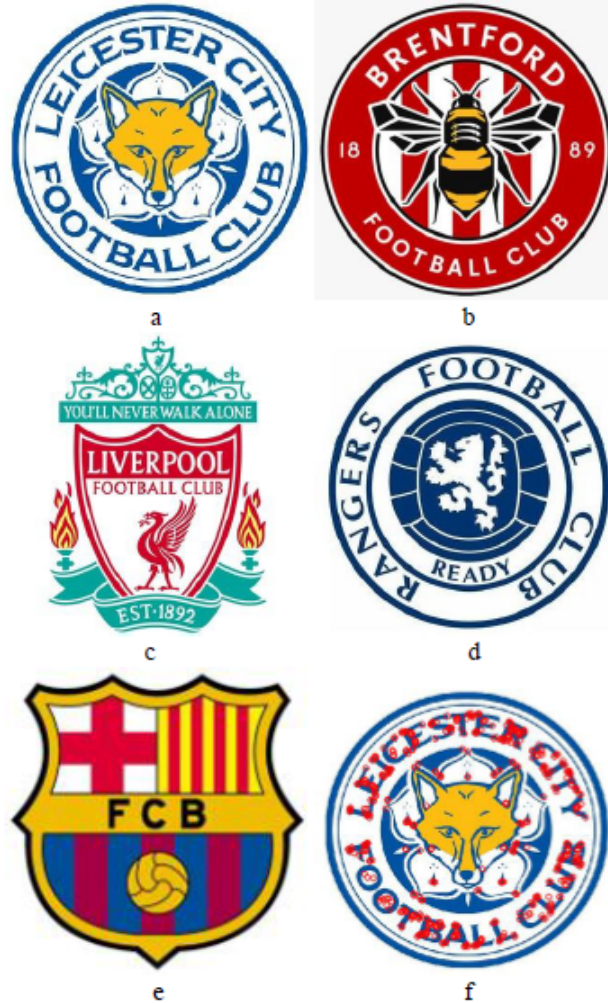 LEICESTER CITY
FOOTBALL CLUB
a
BRENTFORD
18 89
FOOTBALL CLUB
b
YOU'LL NEVER WALK ALONE
LIVERPOOL
FOOTBALL CLUB
EST·1892
c
RANGERS FOOTBALL CLUB
READY
d
FCB
e
LEICESTER CITY
FOOTBALL CLUB
f